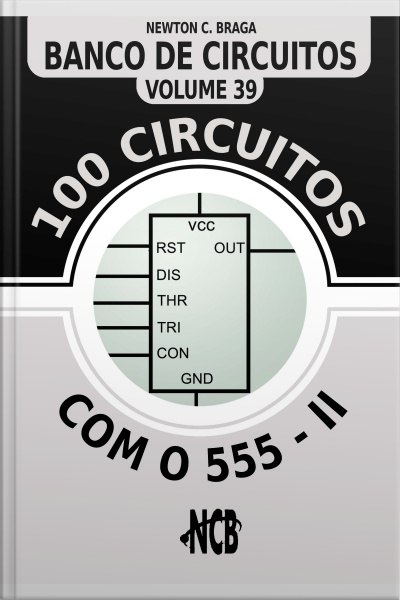 NEWTON C. BRAGA
BANCO DE CIRCUITOS
VOLUME 39
100 CIRCUITOS
VCC
RST OUT
DIS
THR
TRI
CON
GND
COM O 555 - II
NCB